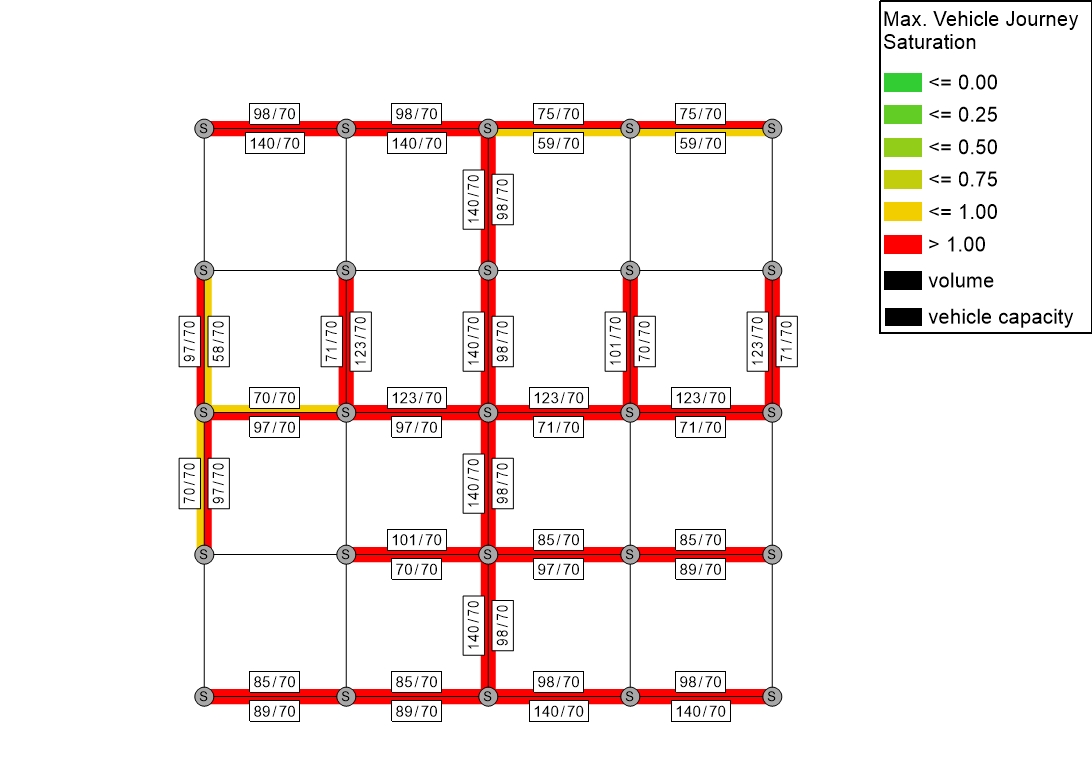 Max. Vehicle Journey
Saturation
<= 0.00
<= 0.25
<= 0.50
<= 0.75
<= 1.00
> 1.00
volume
vehicle capacity
98/70
98/70
75/70
75/70
S
S
S
S
S
140/70
140/70
59/70
59/70
140/70
98/70
S
S
S
S
S
97/70
58/70
71/70
123/70
140/70
98/70
101/70
70/70
123/70
71/70
70/70
123/70
123/70
123/70
S
S
S
S
S
97/70
97/70
71/70
71/70
70/70
97/70
140/70
98/70
101/70
85/70
85/70
S
S
S
S
S
70/70
97/70
89/70
140/70
98/70
85/70
85/70
98/70
98/70
S
S
S
S
S
89/70
89/70
140/70
140/70